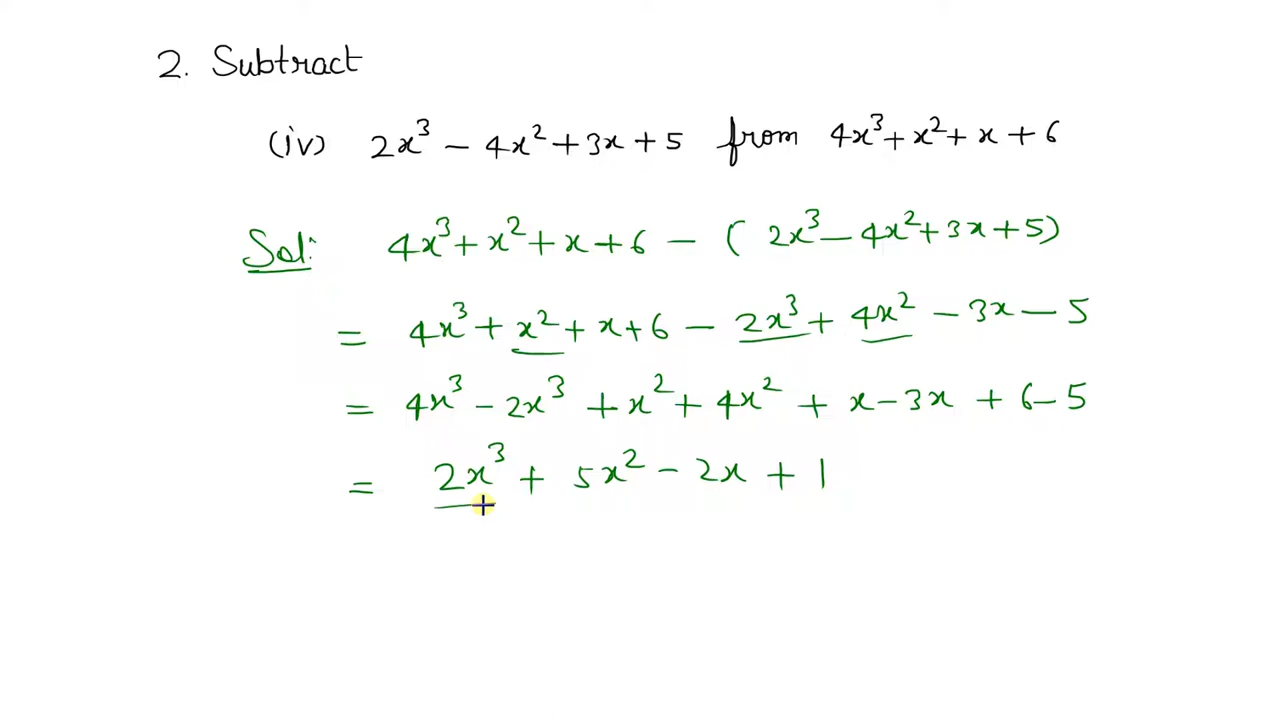 2. Subtract
(iv) 2x³ - 4x² + 3x + 5 from 4x³ + x² + x + 6
Sol: 4x³ + x² + x + 6 - ( 2x³ - 4x² + 3x + 5)
= 4x³ + x² + x + 6 - 2x³ + 4x² - 3x - 5
= 4x³ - 2x³ + x² + 4x² + x - 3x + 6 - 5
= 2x³ + 5x² - 2x + 1